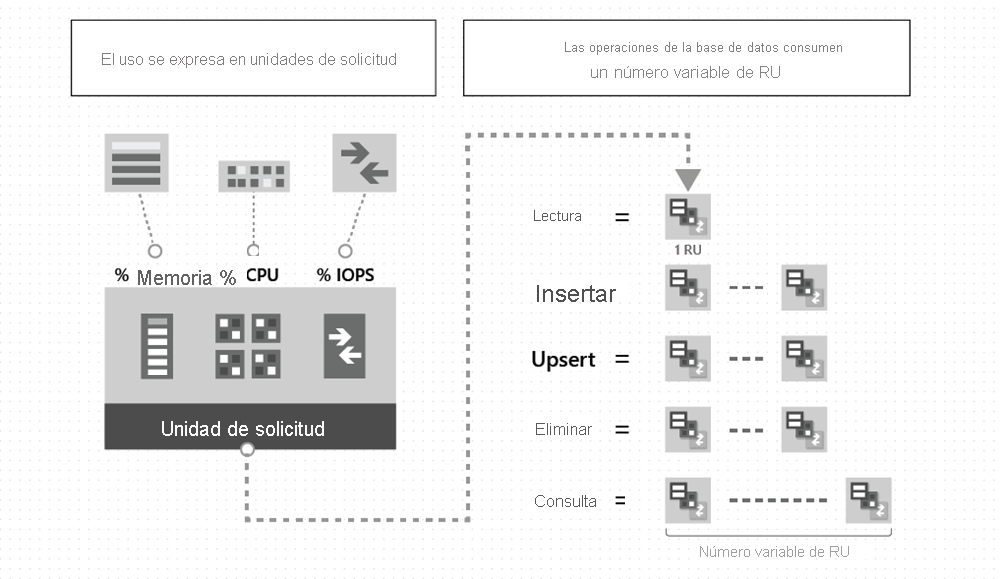 El uso se expresa en unidades de solicitud
Las operaciones de la base de datos consumen
un número variable de RU
% Memoria % CPU % IOPS
Unidad de solicitud
Lectura =
1 RU
Insertar
Upsert =
Eliminar =
Consulta =
Número variable de RU